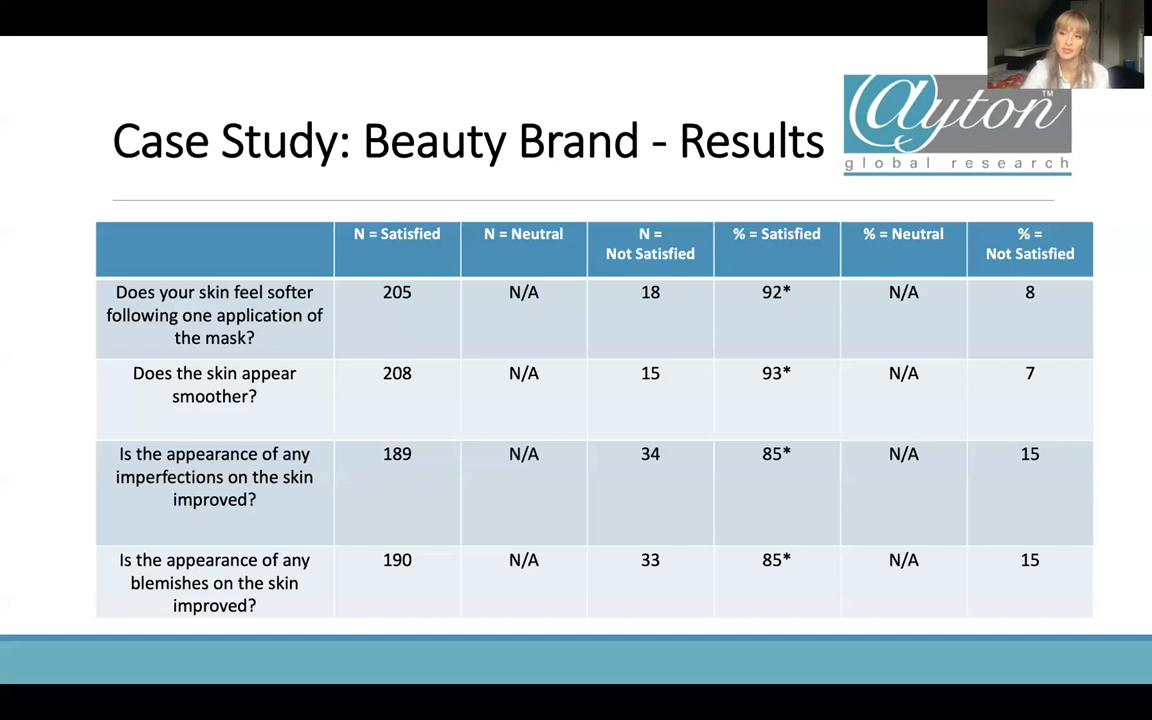 Case Study: Beauty Brand - Results
@yton™
global research
N = Satisfied
N = Neutral
N =
Not Satisfied
% = Satisfied
% = Neutral
% =
Not Satisfied
Does your skin feel softer
following one application of
the mask?
205
N/A
18
92*
N/A
8
Does the skin appear
smoother?
208
N/A
15
93*
N/A
7
Is the appearance of any
imperfections on the skin
improved?
189
N/A
34
85*
N/A
15
Is the appearance of any
blemishes on the skin
improved?
190
N/A
33
85*
N/A
15